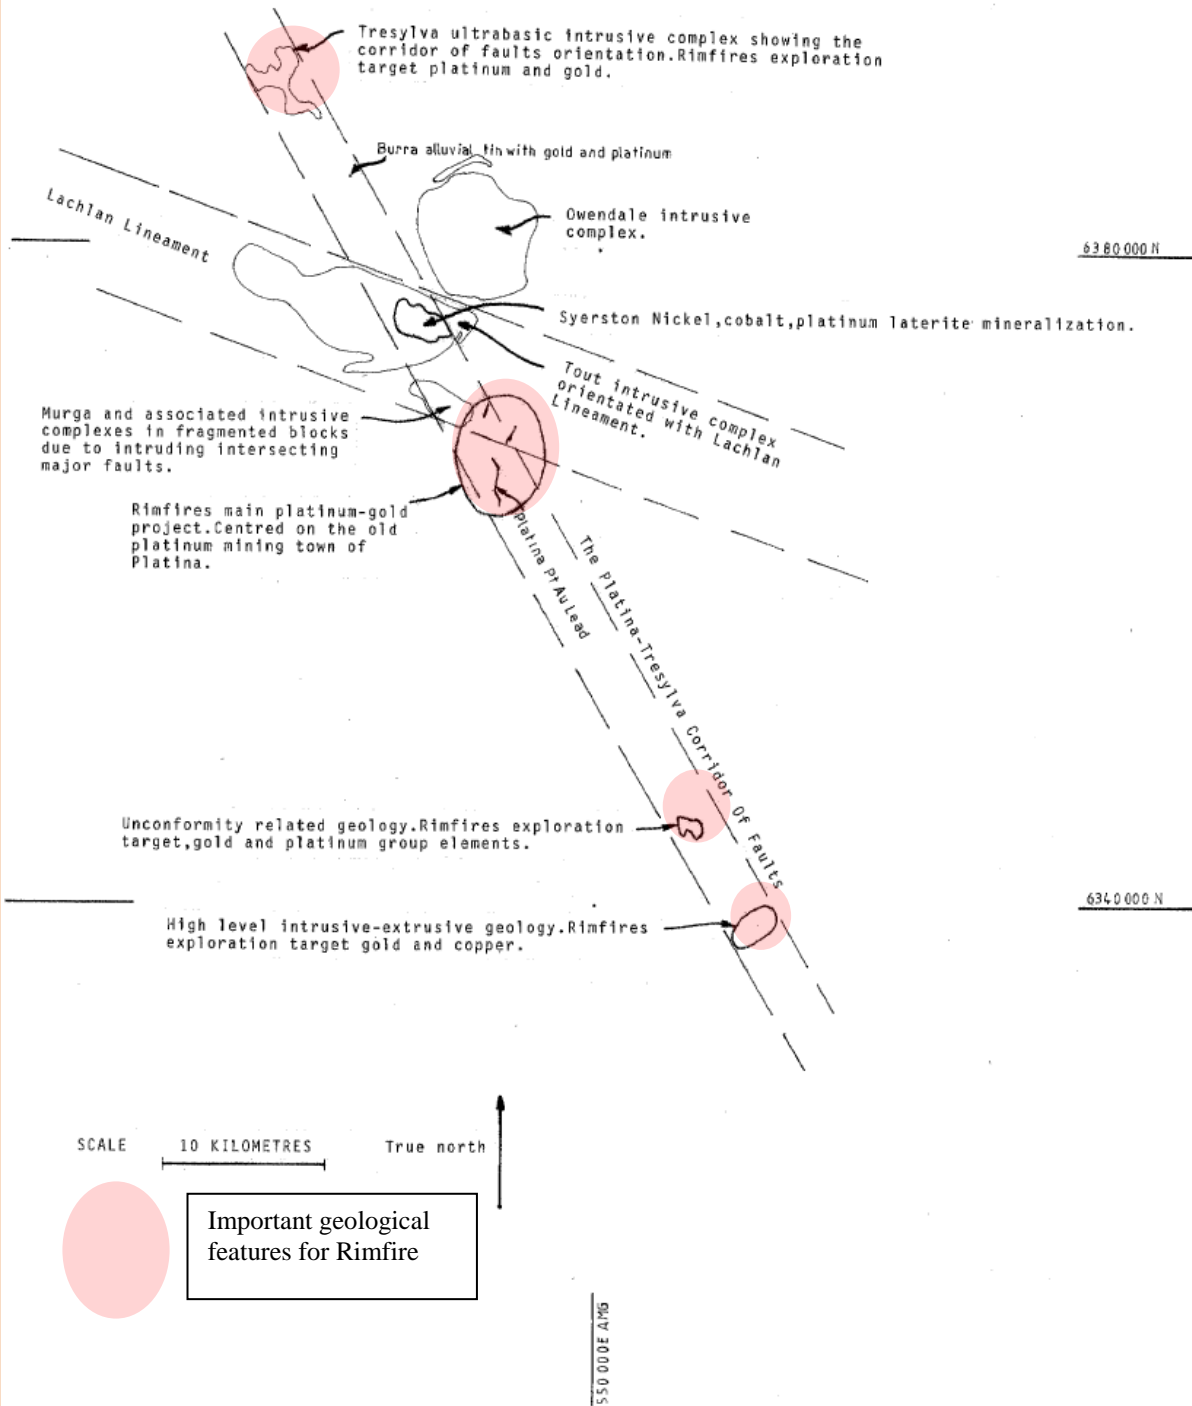 Tresylva ultrabasic intrusive complex showing the
corridor of faults orientation.Rimfires exploration
target platinum and gold.
Burra alluvial tin with gold and platinum
Lachlan Lineament
Owendale intrusive
complex.
6380000 N
Syerston Nickel,cobalt,platinum laterite mineralization.
Tout intrusive complex
orientated with Lachlan
Lineament.
Murga and associated intrusive
complexes in fragmented blocks
due to intruding intersecting
major faults.
Rimfires main platinum-gold
project.Centred on the old
platinum mining town of
Platina.
Platina Pt Au Lead
The Platina-Tresylva Corridor Of Faults
Unconformity related geology.Rimfires exploration
target,gold and platinum group elements.
6340000 N
High level intrusive-extrusive geology.Rimfires
exploration target gold and copper.
SCALE
10 KILOMETRES
True north
Important geological
features for Rimfire
550 000E AMG